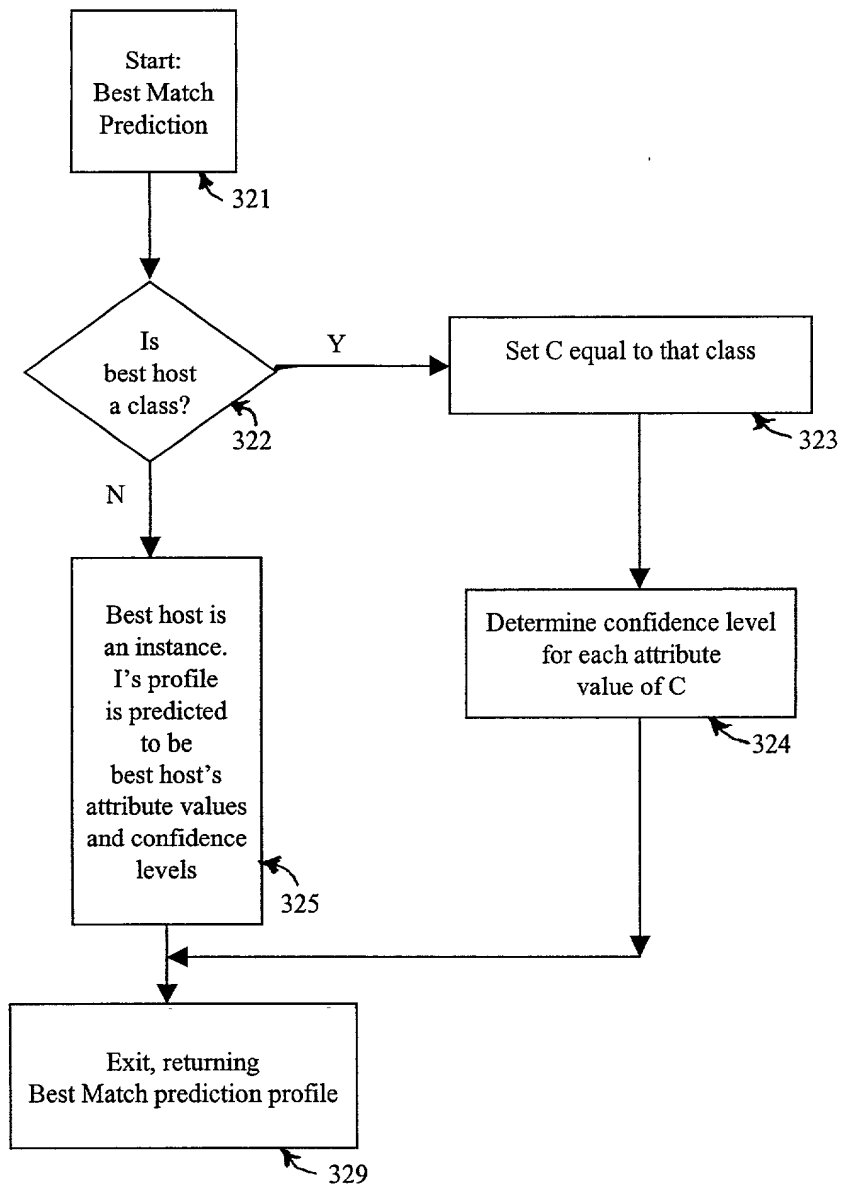 Start:
Best Match
Prediction
321
Is
best host
a class?
322
Y
Set C equal to that class
323
N
Best host is
an instance.
I's profile
is predicted
to be
best host's
attribute values
and confidence
levels
325
Determine confidence level
for each attribute
value of C
324
Exit, returning
Best Match prediction profile
329